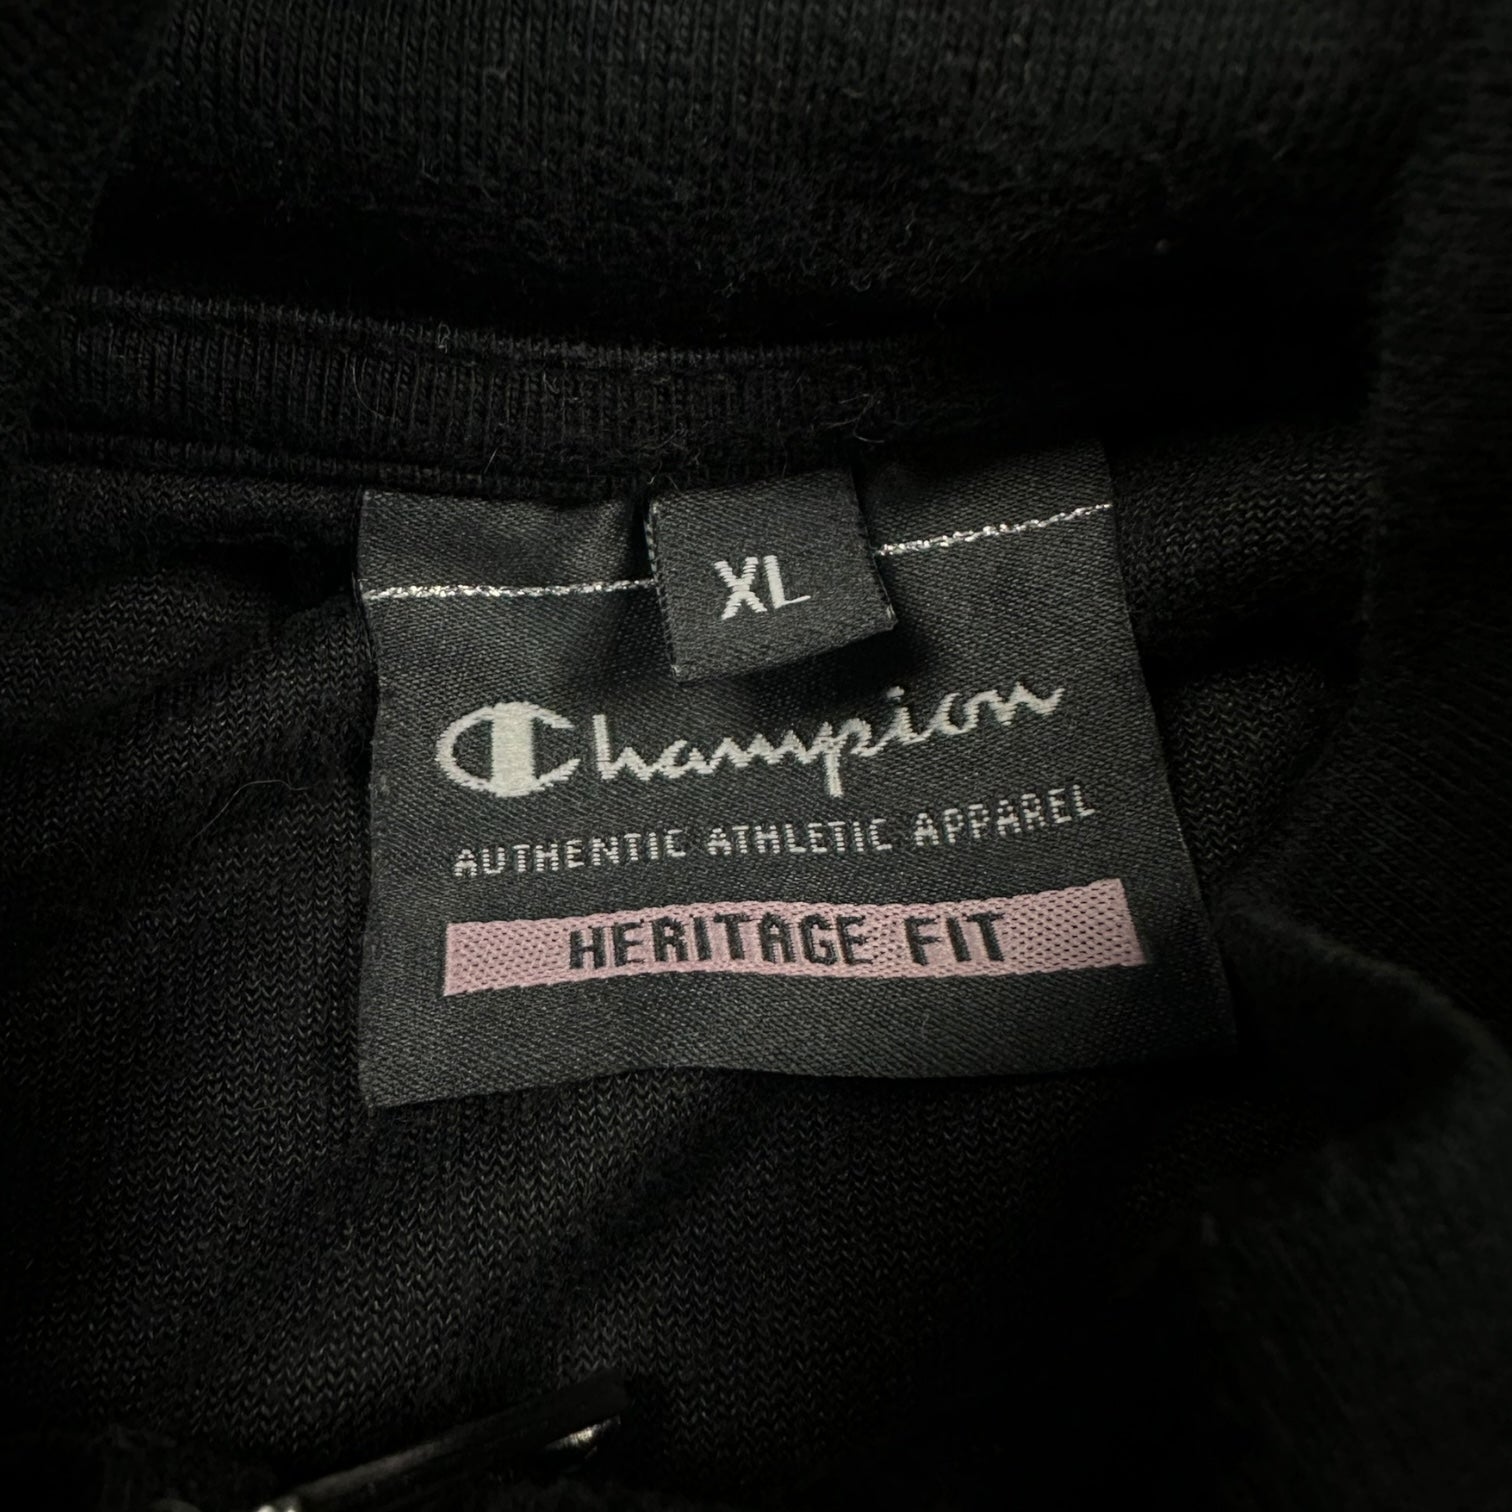 XL
Champion
AUTHENTIC ATHLETIC APPAREL
HERITAGE FIT